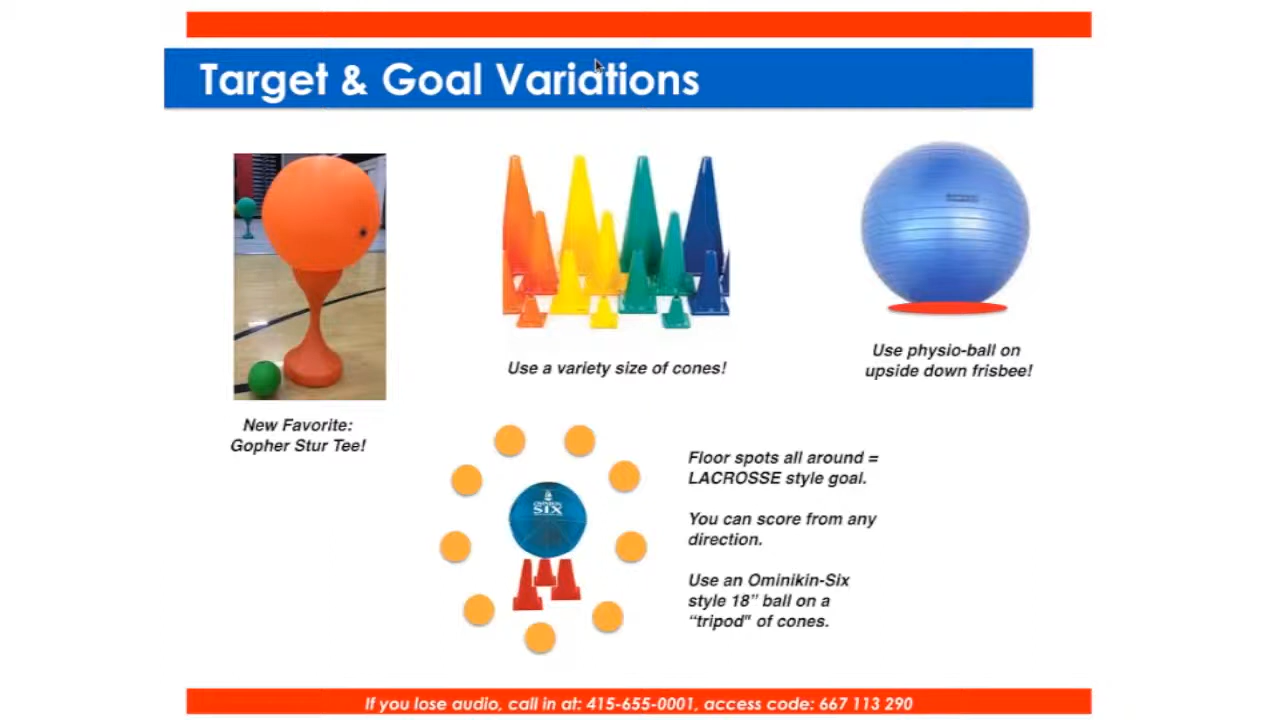 Target & Goal Variations
Use a variety size of cones!
Use physio-ball on
upside down frisbee!
New Favorite:
Gopher Stur Tee!
SIX
Floor spots all around =
LACROSSE style goal.
You can score from any
direction.
Use an Ominikin-Six
style 18” ball on a
“tripod" of cones.
If you lose audio, call in at: 415-655-0001, access code: 667 113 290